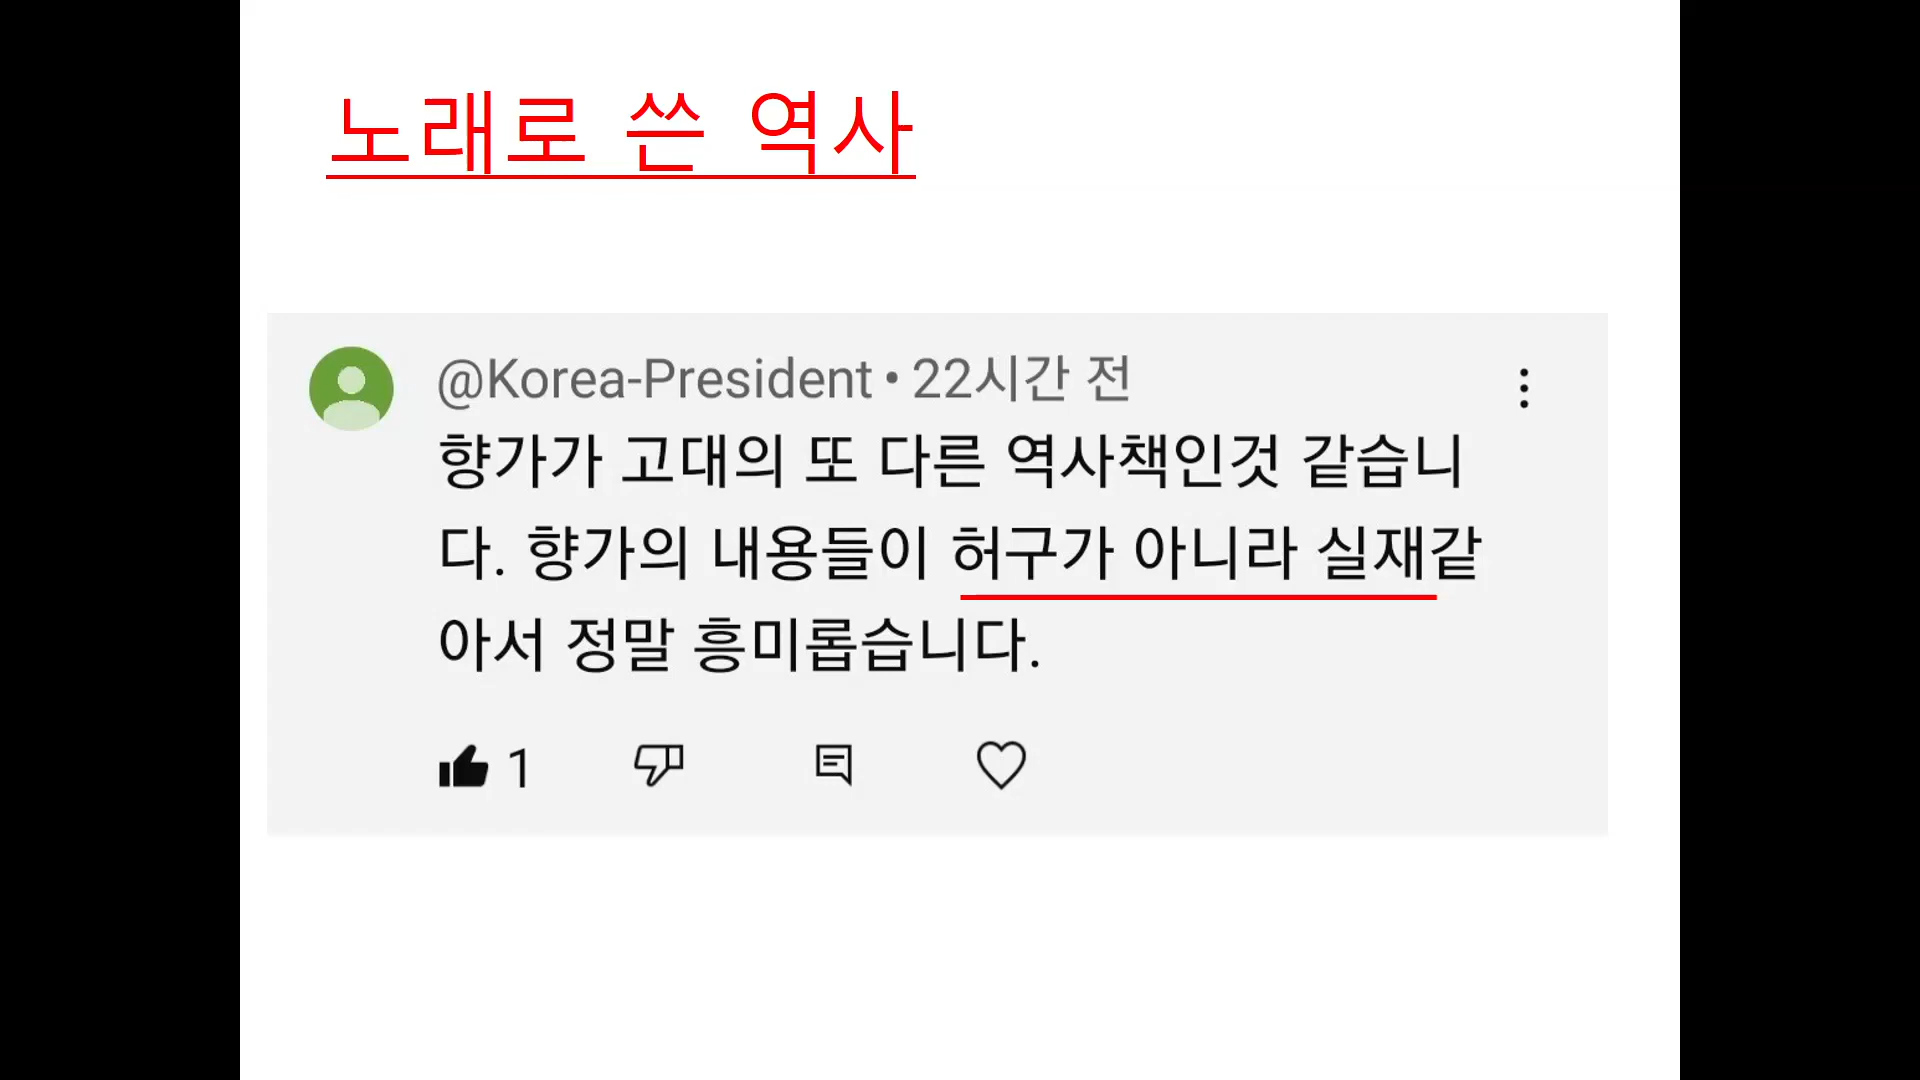 노래로 쓴 역사
@Korea-President • 22시간 전
향가가 고대의 또 다른 역사책인것 같습니
다. 향가의 내용들이 허구가 아니라 실재같
아서 정말 흥미롭습니다.
1